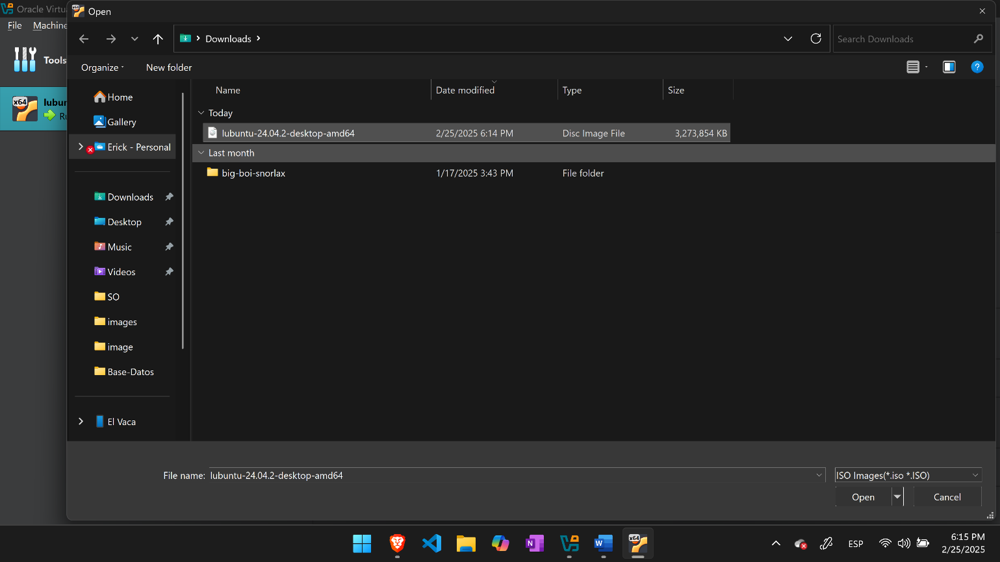 Oracle Virtu
Open
File Machine
Downloads
Search Downloads
Tools
Organize New folder
Name Date modified Type Size
Home
Today
x64 lubun
Gallery
lubuntu-24.04.2-desktop-amd64 2/25/2025 6:14 PM Disc Image File 3,273,854 KB
Erick - Personal
Last month
big-boi-snorlax 1/17/2025 3:43 PM File folder
Downloads
Desktop
Music
Videos
SO
images
image
Base-Datos
El Vaca
File name: lubuntu-24.04.2-desktop-amd64 ISO Images(*.iso *.ISO)
Open Cancel
ESP 6:15 PM
2/25/2025